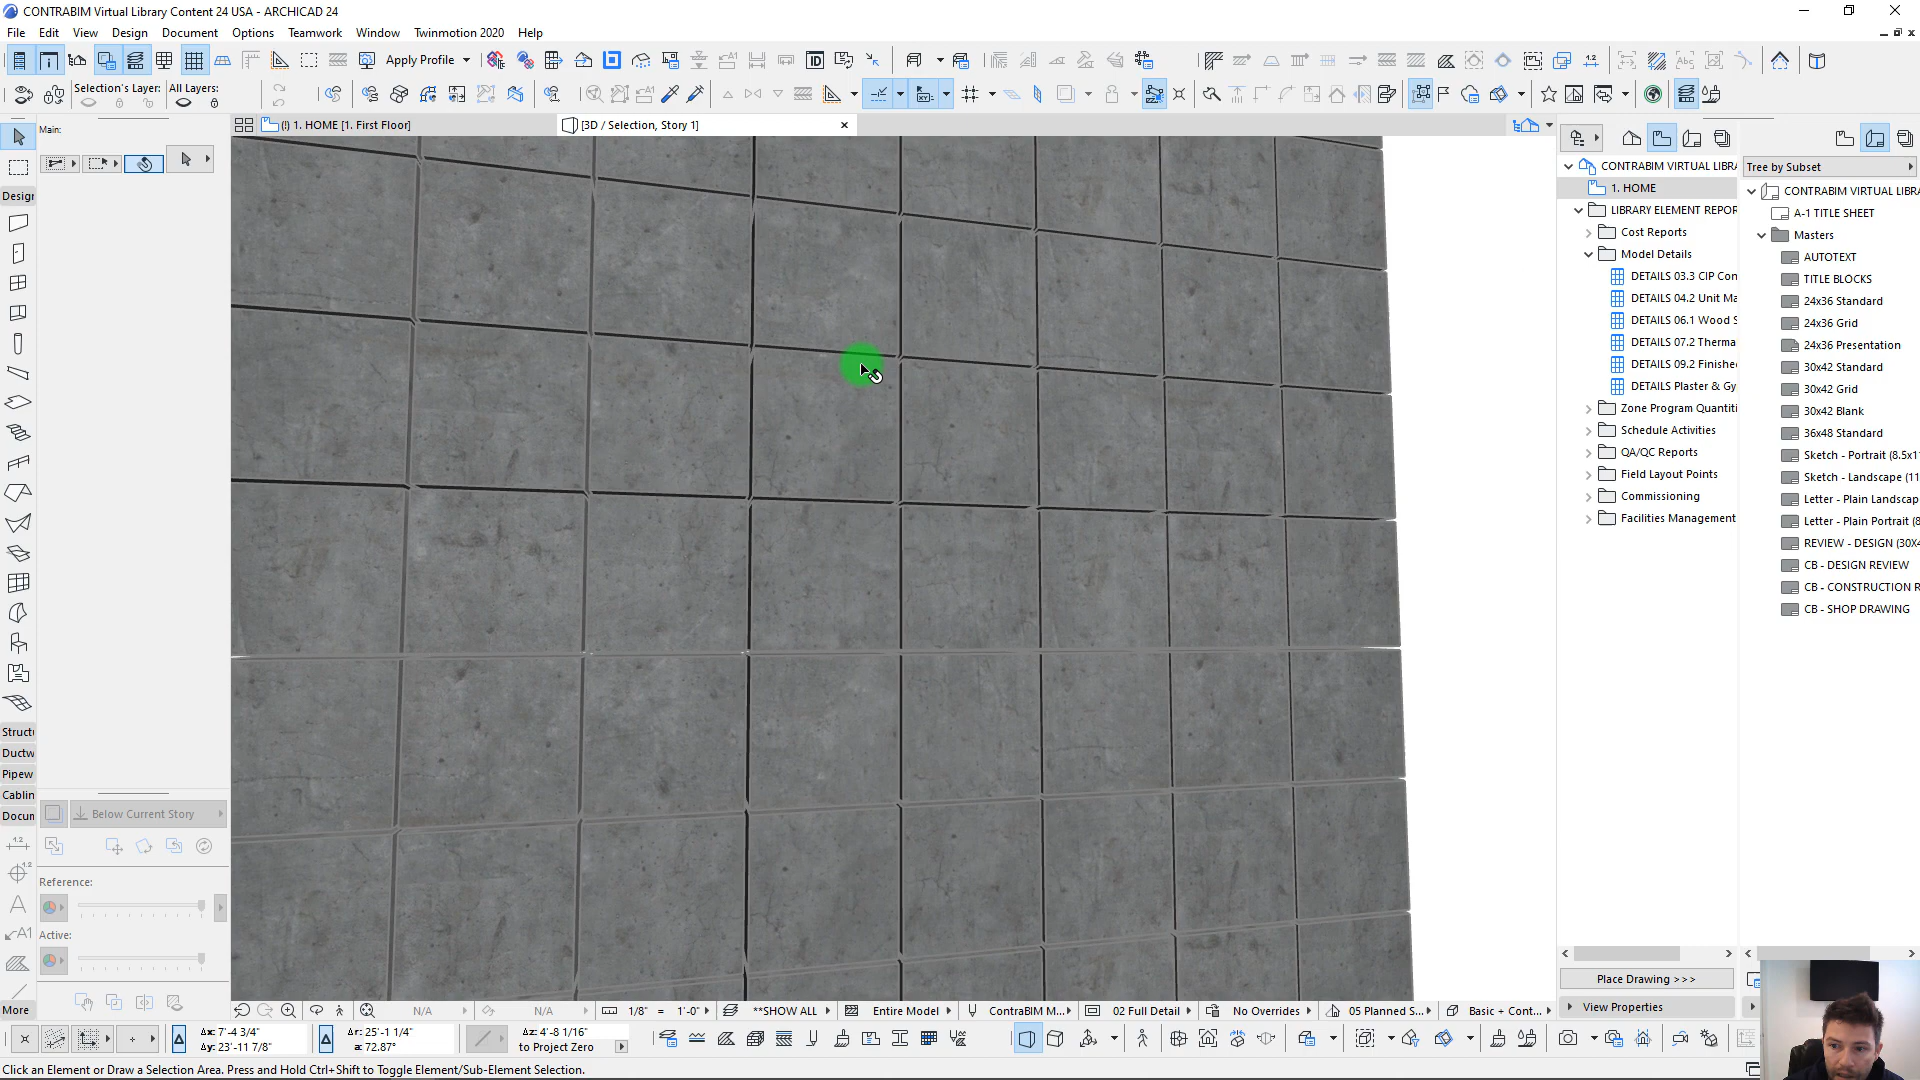 CONTRABIM Virtual Library Content 24 USA - ARCHICAD 24
File Edit View Design Document Options Teamwork Window Twinmotion 2020 Help
Apply Profile
Selection's Layer: All Layers:
Main:
(!) 1. HOME [1. First Floor]
[3D / Selection, Story 1]
Design
Struct
Ductw
Pipew
Cablin
Docum
More
Below Current Story
Reference:
Active:
CONTRABIM VIRTUAL LIBRA
1. HOME
LIBRARY ELEMENT REPOR
Cost Reports
Model Details
DETAILS 03.3 CIP Con
DETAILS 04.2 Unit Ma
DETAILS 06.1 Wood S
DETAILS 07.2 Therma
DETAILS 09.2 Finishe
DETAILS Plaster & Gy
Zone Program Quantiti
Schedule Activities
QA/QC Reports
Field Layout Points
Commissioning
Facilities Management
Place Drawing >>>
View Properties
Tree by Subset
CONTRABIM VIRTUAL LIBRA
A-1 TITLE SHEET
Masters
AUTOTEXT
TITLE BLOCKS
24x36 Standard
24x36 Grid
24x36 Presentation
30x42 Standard
30x42 Grid
30x42 Blank
36x48 Standard
Sketch - Portrait (8.5x11
Sketch - Landscape (11
Letter - Plain Landscap
Letter - Plain Portrait (8
REVIEW - DESIGN (30X4
CB - DESIGN REVIEW
CB - CONSTRUCTION R
CB - SHOP DRAWING
N/A N/A 1/8" = 1'-0" **SHOW ALL Entire Model ContraBIM M... 02 Full Detail No Overrides 05 Planned S... Basic + Cont...
Δx: 7'-4 3/4" Δr: 25'-1 1/4" Δz: 4'-8 1/16"
Δy: 23'-11 7/8" a: 72.87° to Project Zero
Click an Element or Draw a Selection Area. Press and Hold Ctrl+Shift to Toggle Element/Sub-Element Selection.